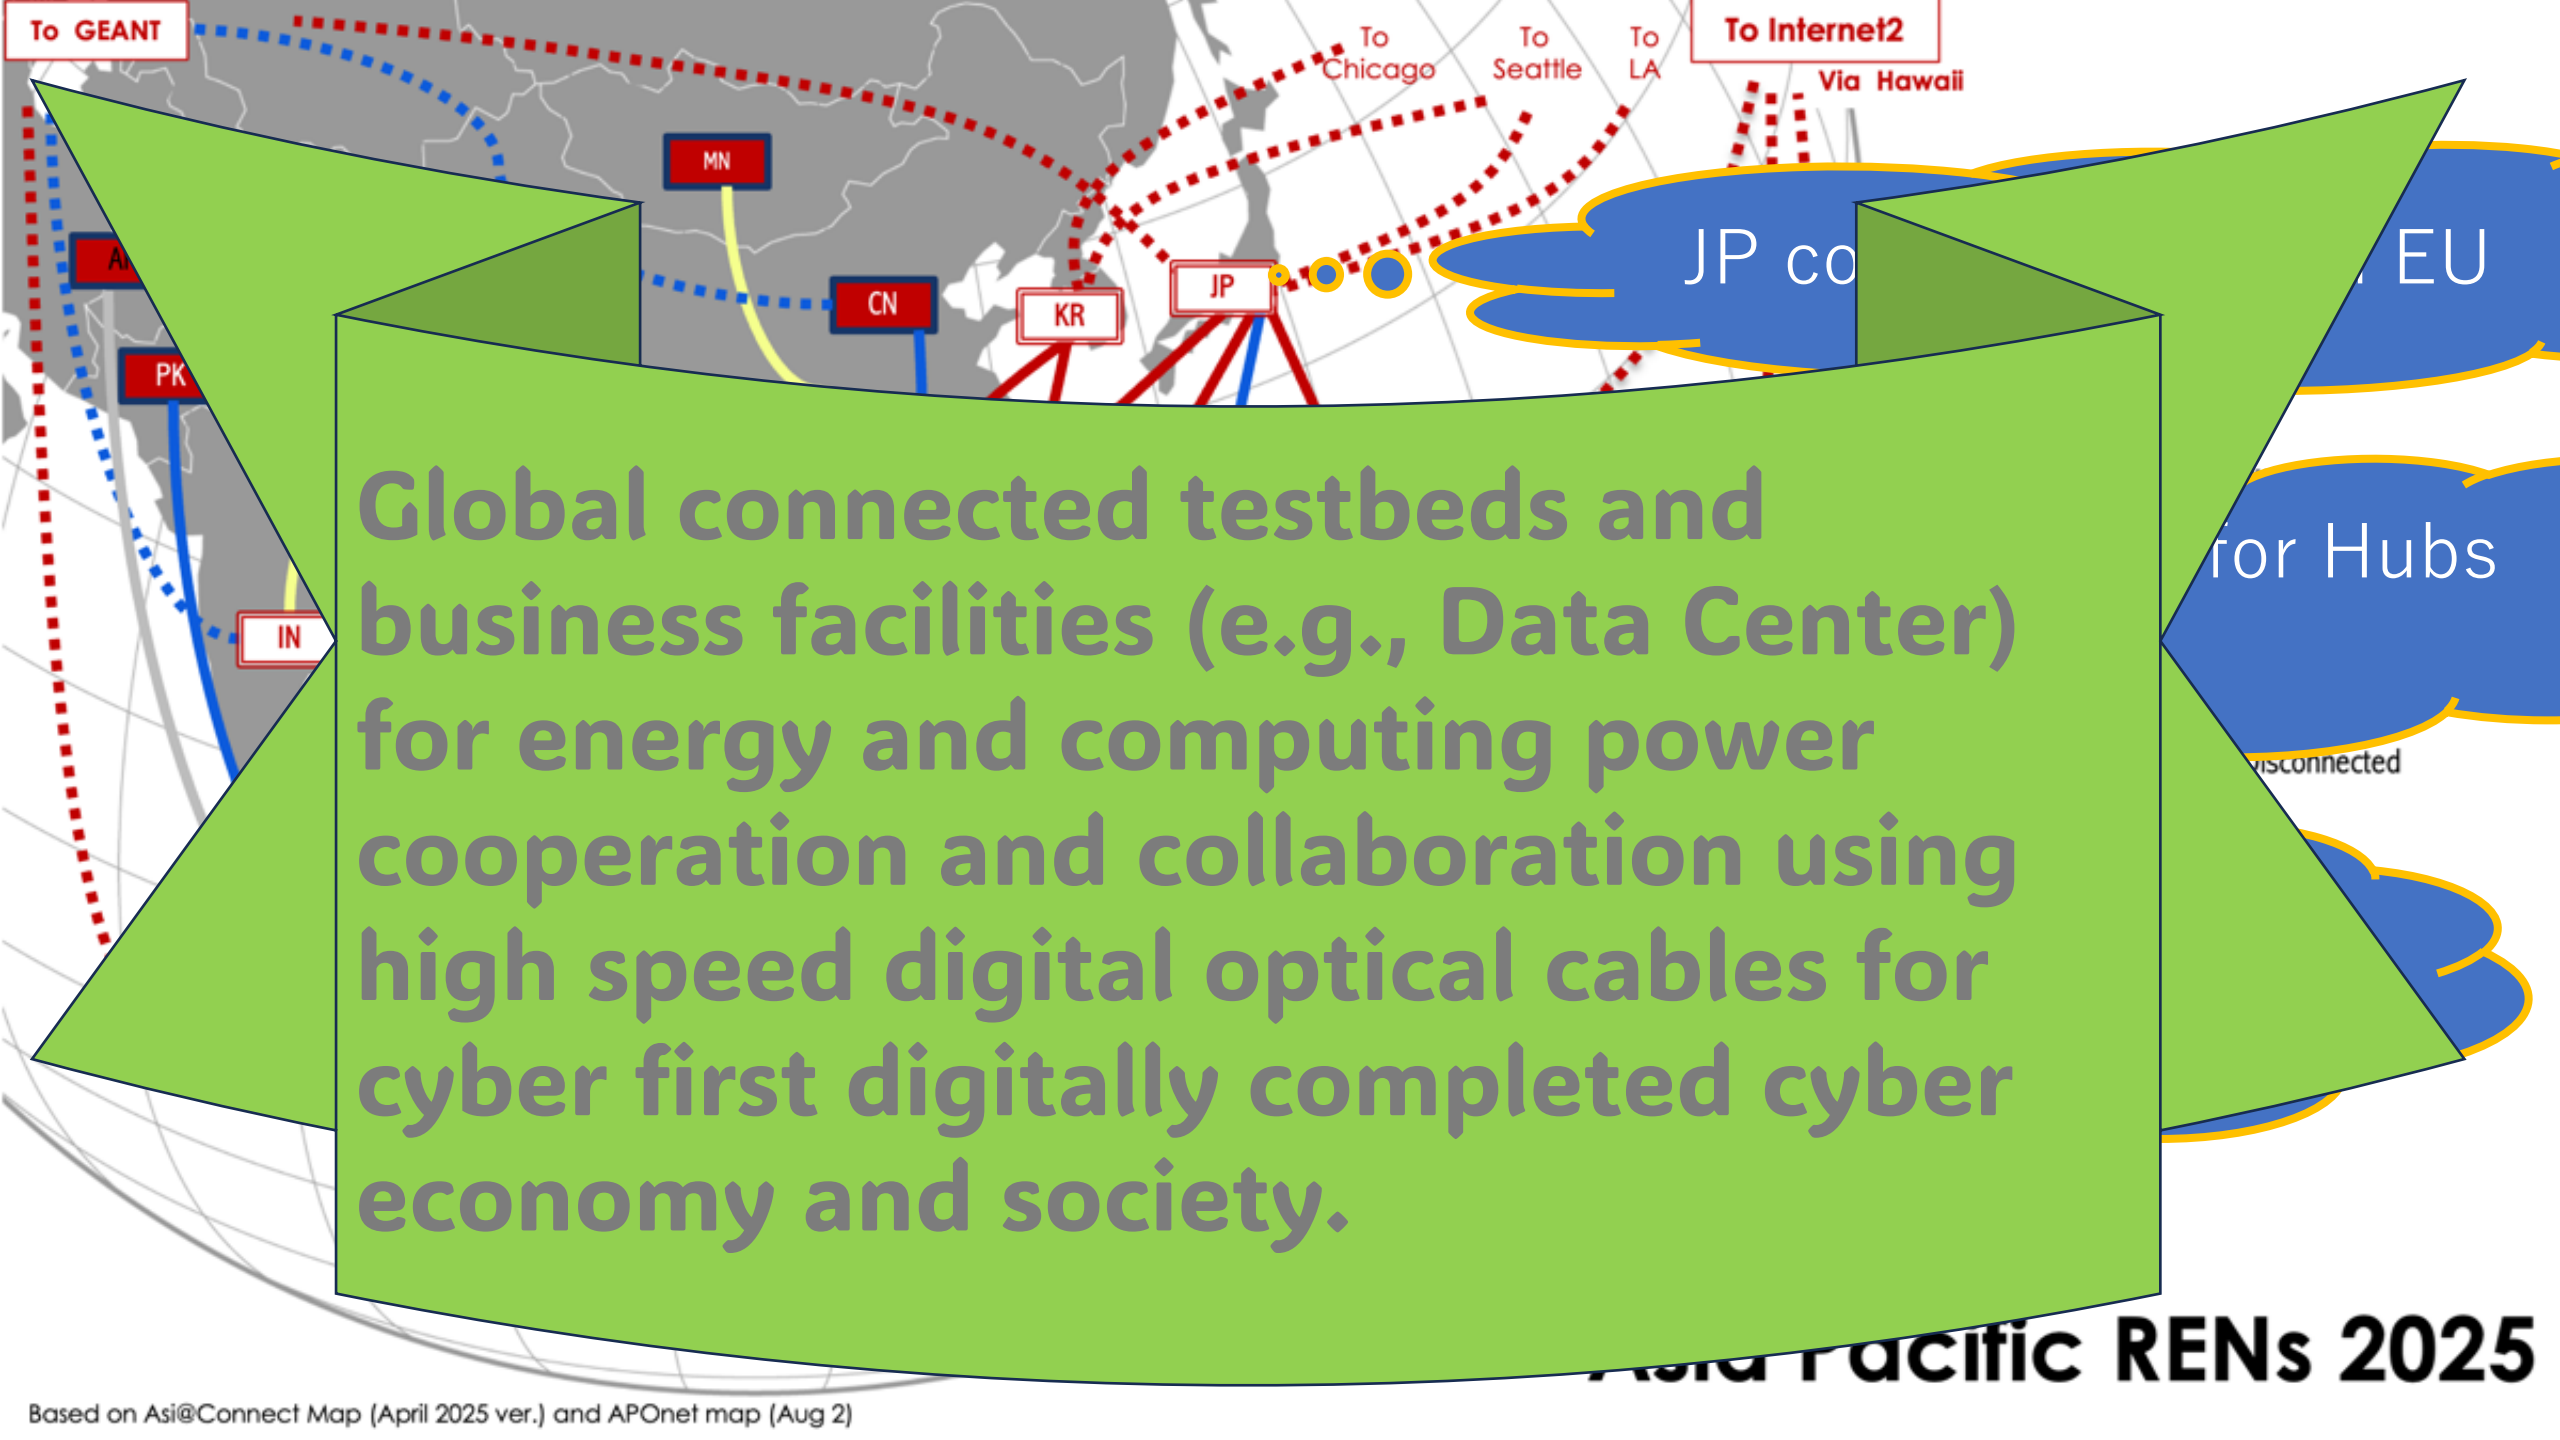 To GEANT
To Chicago
To Seattle
To LA
To Internet2
Via Hawaii
MN
CN
KR
JP
PK
IN
JP
EU
for Hubs
Global connected testbeds and
business facilities (e.g., Data Center)
for energy and computing power
cooperation and collaboration using
high speed digital optical cables for
cyber first digitally completed cyber
economy and society.
Asia Pacific RENs 2025
Based on Asi@Connect Map (April 2025 ver.) and APOnet map (Aug 2)